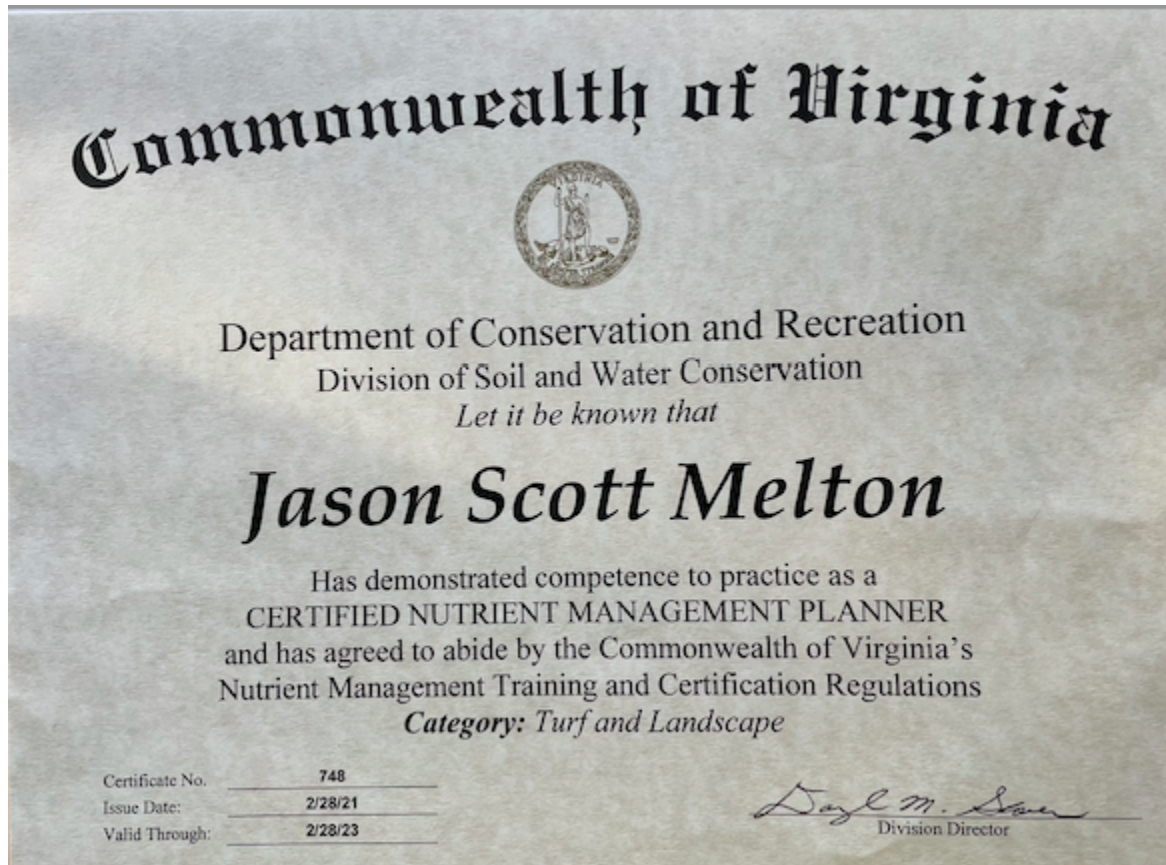 Commonwealth of Virginia
VIRGINIA
Department of Conservation and Recreation
Division of Soil and Water Conservation
Let it be known that
Jason Scott Melton
Has demonstrated competence to practice as a
CERTIFIED NUTRIENT MANAGEMENT PLANNER
and has agreed to abide by the Commonwealth of Virginia's
Nutrient Management Training and Certification Regulations
Category: Turf and Landscape
Certificate No. 748
Issue Date: 2/28/21
Valid Through: 2/28/23
Division Director